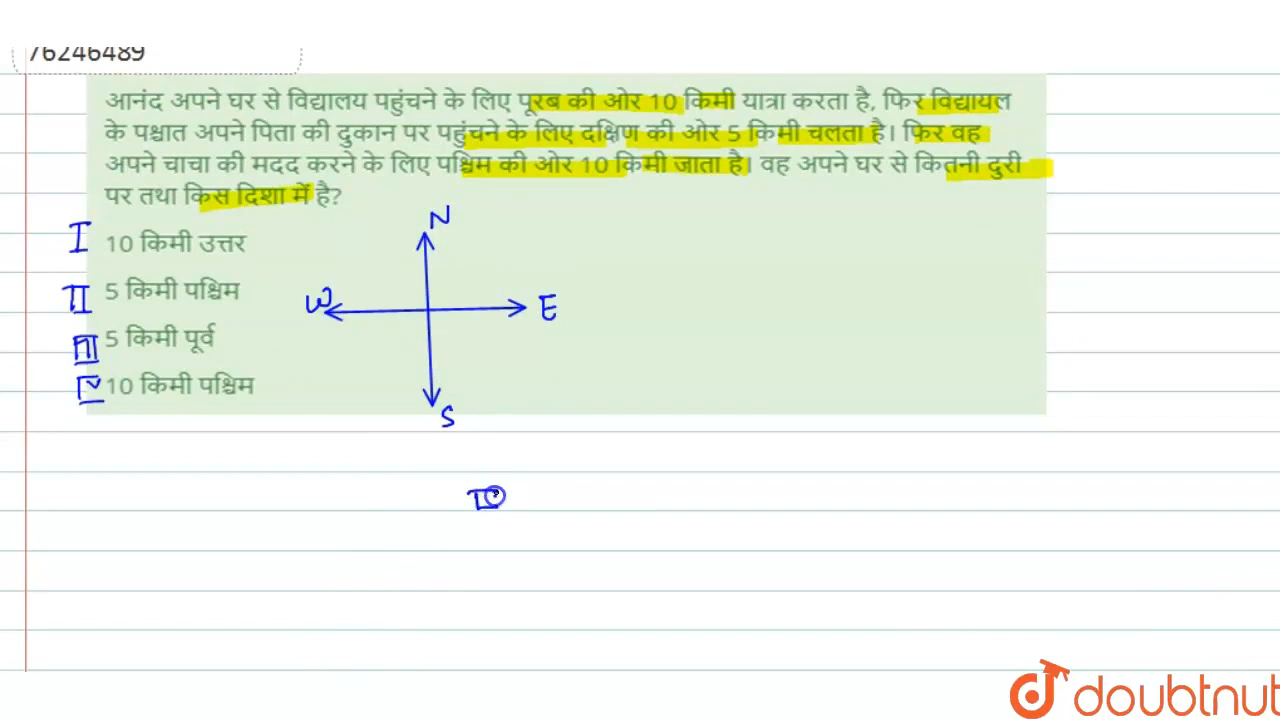 76246489
आनंद अपने घर से विद्यालय पहुंचने के लिए पूरब की ओर 10 किमी यात्रा करता है, फिर विद्यायल
के पश्चात अपने पिता की दुकान पर पहुंचने के लिए दक्षिण की ओर 5 किमी चलता है। फिर वह
अपने चाचा की मदद करने के लिए पश्चिम की ओर 10 किमी जाता है। वह अपने घर से कितनी दुरी
पर तथा किस दिशा में है?
N
I 10 किमी उत्तर
II 5 किमी पश्चिम
W E
III 5 किमी पूर्व
IV 10 किमी पश्चिम
S
doubtnut